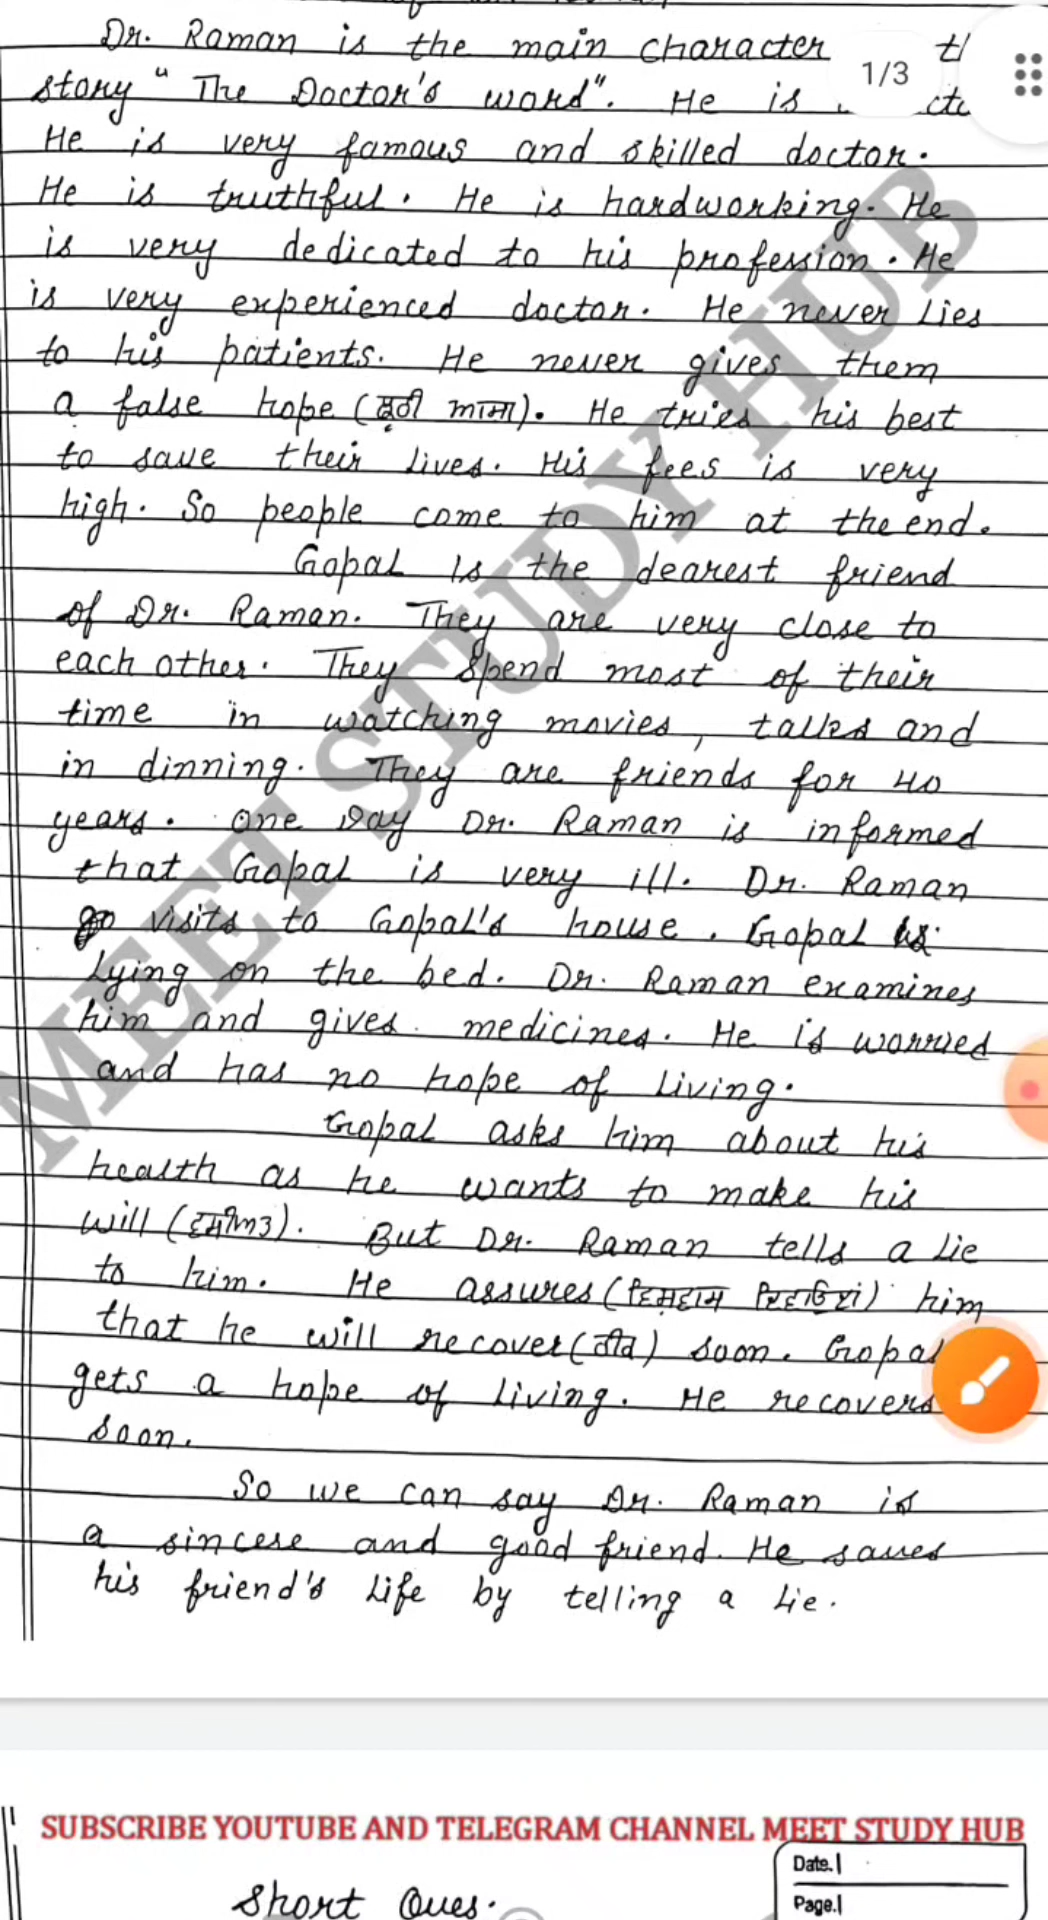 Dr. Raman is the main character th
story "The Doctor's word". He is
He is very famous and skilled doctor.
He is truthful. He is hardworking. He
is very dedicated to his profession. He
is very experienced doctor. He never lies
to his patients. He never gives them
a false hope (ਝੂਠੀ ਆਸ). He tries his best
to save their lives. His fees is very
high. So people come to him at the end.
Gopal is the dearest friend
of Dr. Raman. They are very close to
each other. They spend most of their
time in watching movies, talks and
in dinning. They are friends for 40
years. One Day Dr. Raman is informed
that Gopal is very ill. Dr. Raman
visits to Gopal's house. Gopal is
Lying on the bed. Dr. Raman examines
him and gives medicines. He is worried
and has no hope of living.
Gopal asks him about his
health as he wants to make his
will (ਵਸੀਅਤ). But Dr. Raman tells a lie
to him. He assures (ਵਿਸ਼ਵਾਸ) him
that he will recover (ਠੀਕ) soon. Gopal
gets a hope of living. He recovers
soon.
So we can say Dr. Raman is
a sincere and good friend. He saves
his friend's life by telling a lie.
1/3
MEET STUDY HUB
SUBSCRIBE YOUTUBE AND TELEGRAM CHANNEL MEET STUDY HUB
Date.
Page.
Short Ques.